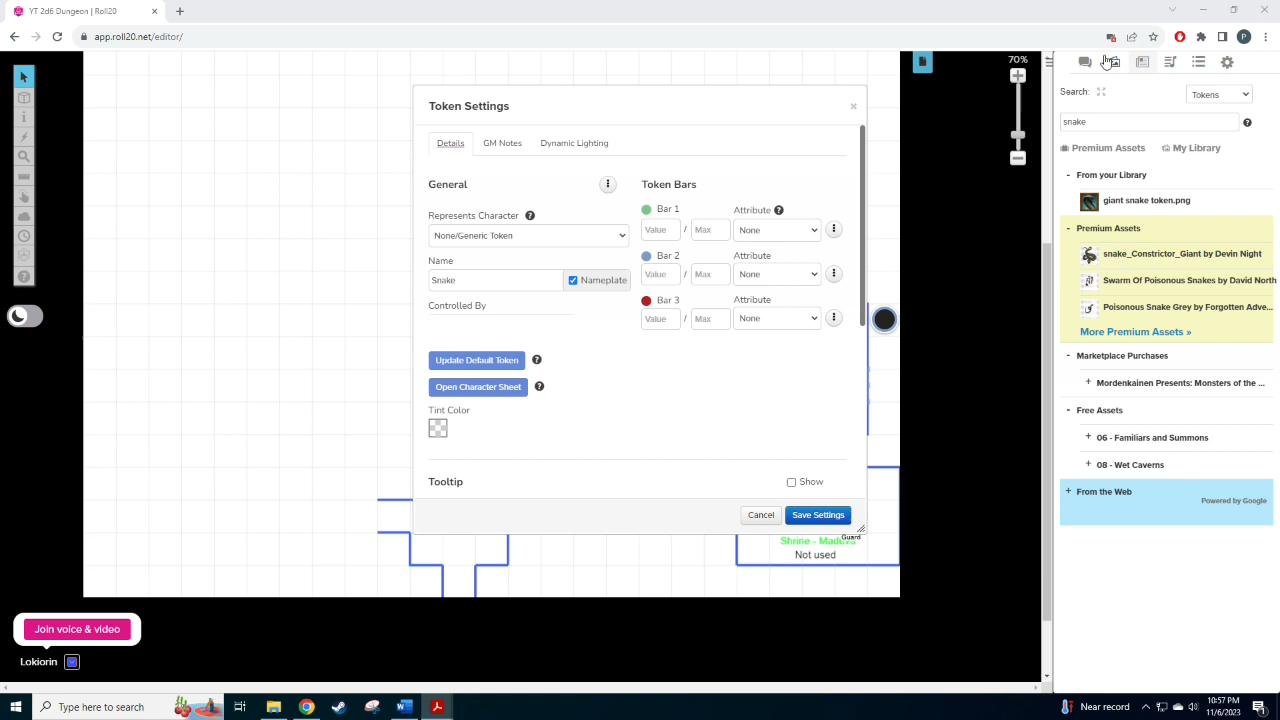 YT 2d6 Dungeon | Roll20
app.roll20.net/editor/
P
70%
Search:
Tokens
snake
Premium Assets
My Library
- From your Library
giant snake token.png
- Premium Assets
snake_Constrictor_Giant by Devin Night
Swarm Of Poisonous Snakes by David North
Poisonous Snake Grey by Forgotten Adve...
More Premium Assets »
- Marketplace Purchases
+ Mordenkainen Presents: Monsters of the ...
- Free Assets
+ 06 - Familiars and Summons
+ 08 - Wet Caverns
+ From the Web
Powered by Google
Token Settings
Details
GM Notes
Dynamic Lighting
General
Represents Character
None/Generic Token
Name
Snake
Nameplate
Controlled By
Update Default Token
Open Character Sheet
Tint Color
Token Bars
Bar 1
Attribute
Value / Max
None
Bar 2
Attribute
Value / Max
None
Bar 3
Attribute
Value / Max
None
Tooltip
Show
Cancel
Save Settings
Guard
Shrine - Maduvs
Not used
Join voice & video
Lokiorin
Type here to search
Near record
10:57 PM
11/6/2023